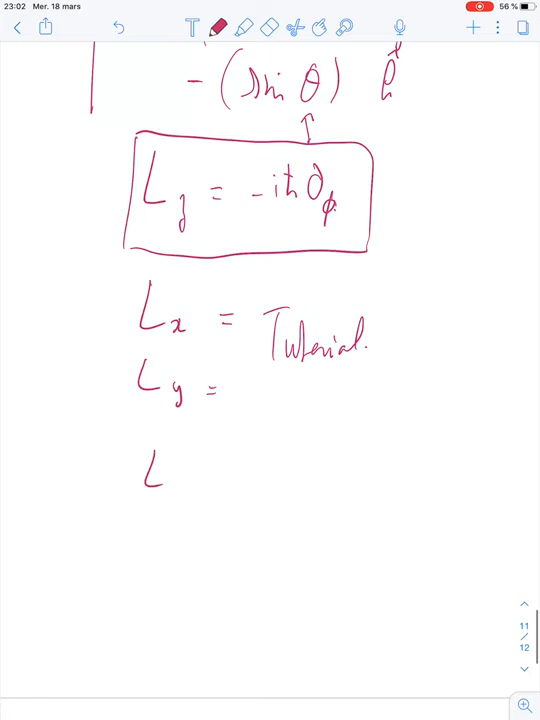 23:02 Mer. 18 mars 56 %
- (sin θ)
L_z = -iℏ∂_ϕ
L_x = Tutorial.
L_y =
L
11
/
12